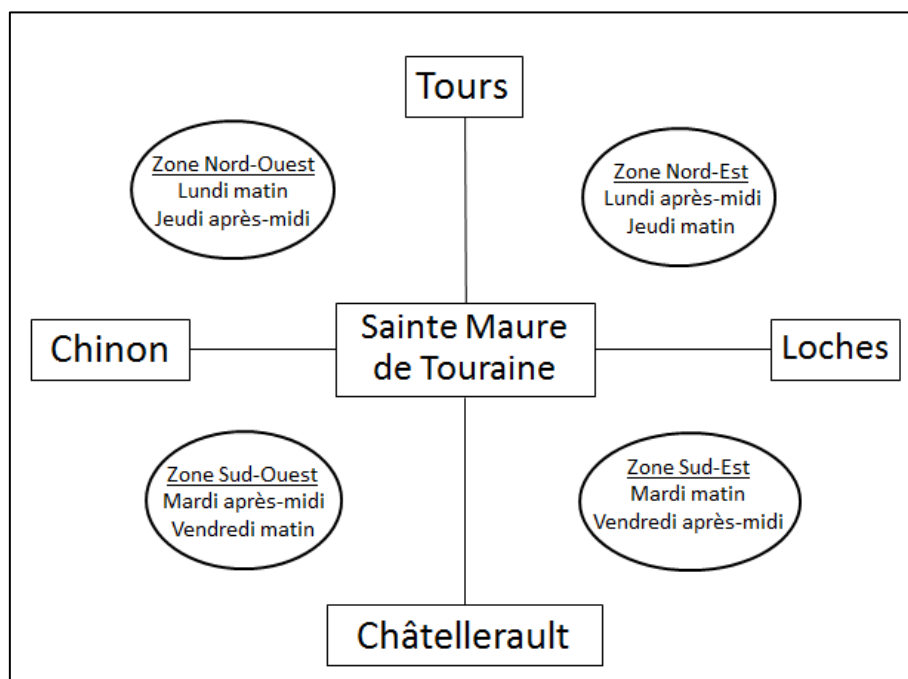 Tours
Zone Nord-Ouest
Lundi matin
Jeudi après-midi
Zone Nord-Est
Lundi après-midi
Jeudi matin
Chinon
Sainte Maure
de Touraine
Loches
Zone Sud-Ouest
Mardi après-midi
Vendredi matin
Zone Sud-Est
Mardi matin
Vendredi après-midi
Châtellerault